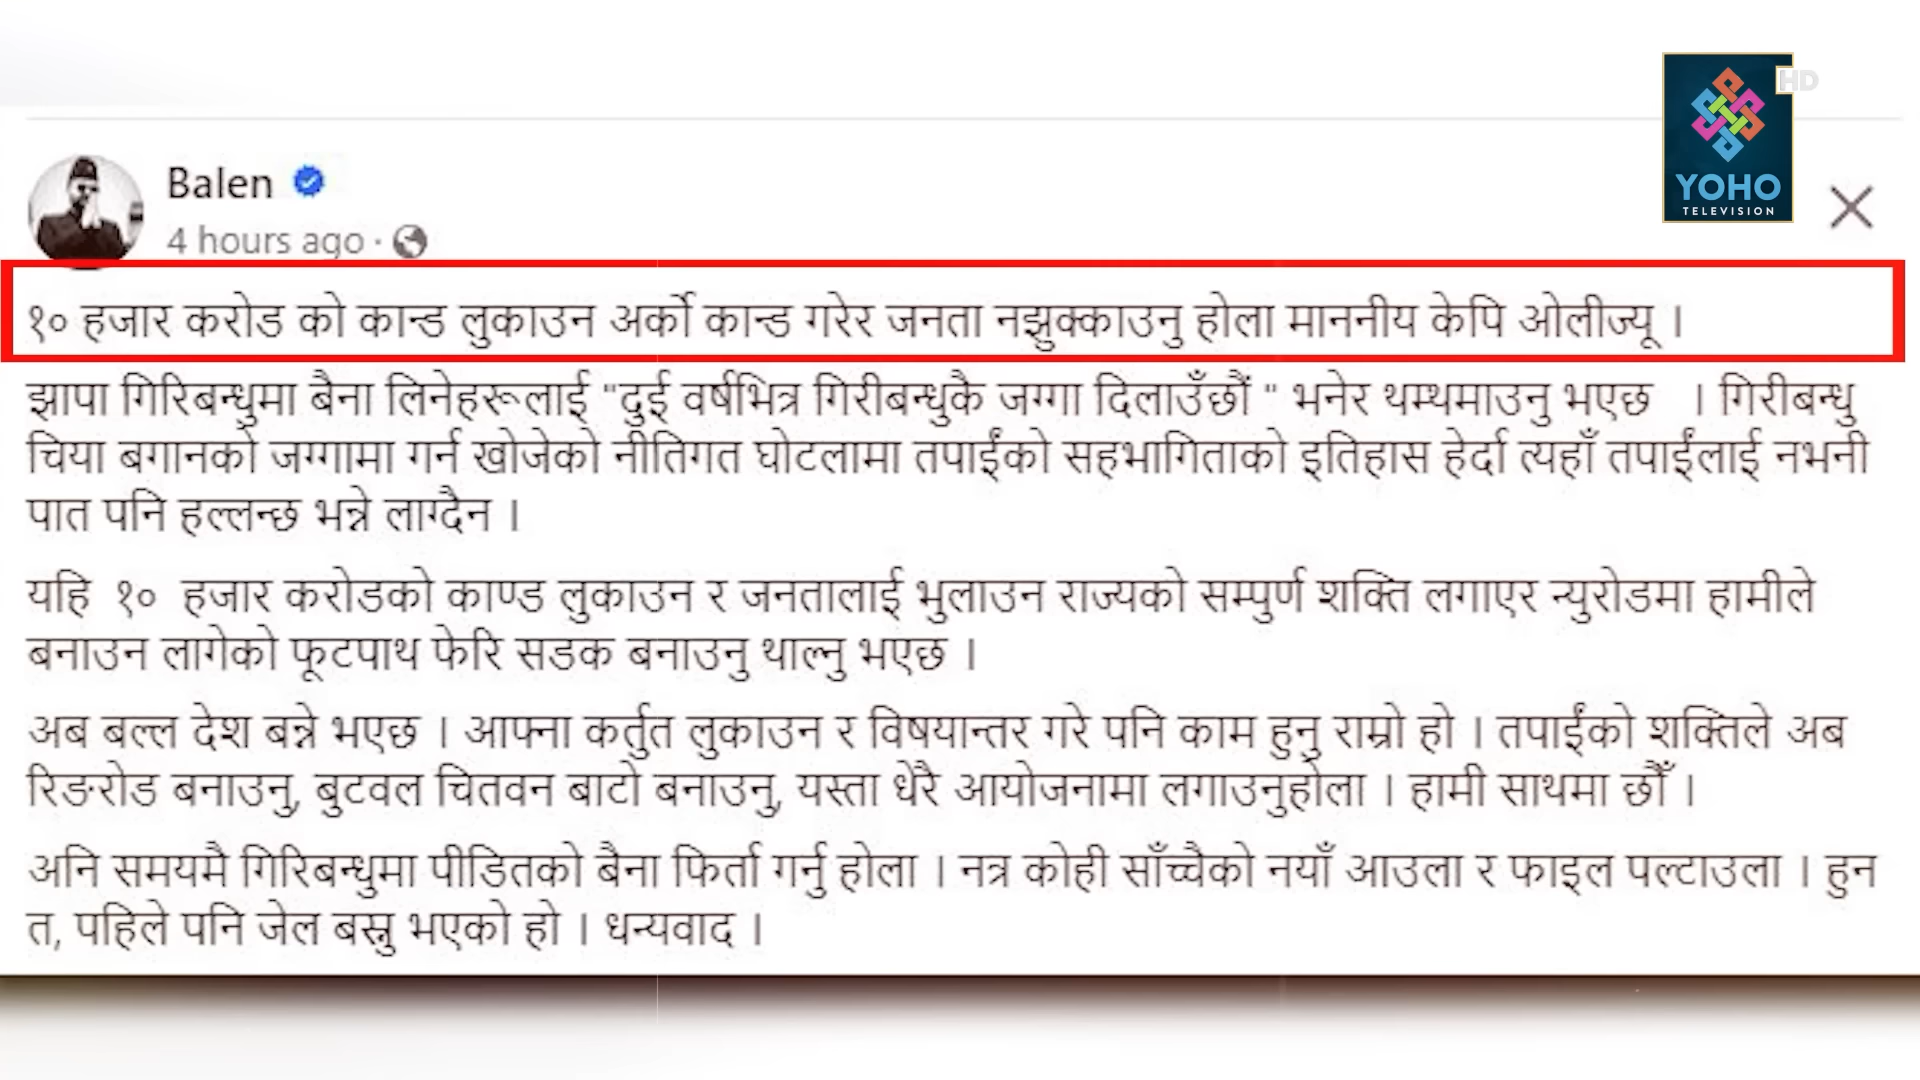 YOHO
TELEVISION
HD
Balen
4 hours ago ·
१० हजार करोड को कान्ड लुकाउन अर्को कान्ड गरेर जनता नझुक्काउनु होला माननीय केपि ओलीज्यू ।
झापा गिरिबन्धुमा बैना लिनेहरूलाई "दुई वर्षभित्र गिरीबन्धुकै जग्गा दिलाउँछौं " भनेर थम्थमाउनु भएछ । गिरीबन्धु
चिया बगानको जग्गामा गर्न खोजेको नीतिगत घोटलामा तपाईंको सहभागिताको इतिहास हेर्दा त्यहाँ तपाईंलाई नभनी
पात पनि हल्लन्छ भन्ने लाग्दैन ।
यहि १० हजार करोडको काण्ड लुकाउन र जनतालाई भुलाउन राज्यको सम्पुर्ण शक्ति लगाएर न्युरोडमा हामीले
बनाउन लागेको फूटपाथ फेरि सडक बनाउनु थाल्नु भएछ ।
अब बल्ल देश बन्ने भएछ । आफ्ना कर्तुत लुकाउन र विषयान्तर गरे पनि काम हुनु राम्रो हो । तपाईंको शक्तिले अब
रिङरोड बनाउनु, बुटवल चितवन बाटो बनाउनु, यस्ता धेरै आयोजनामा लगाउनुहोला । हामी साथमा छौँ ।
अनि समयमै गिरिबन्धुमा पीडितको बैना फिर्ता गर्नु होला । नत्र कोही साँच्चैको नयाँ आउला र फाइल पल्टाउला । हुन
त, पहिले पनि जेल बस्नु भएको हो । धन्यवाद ।